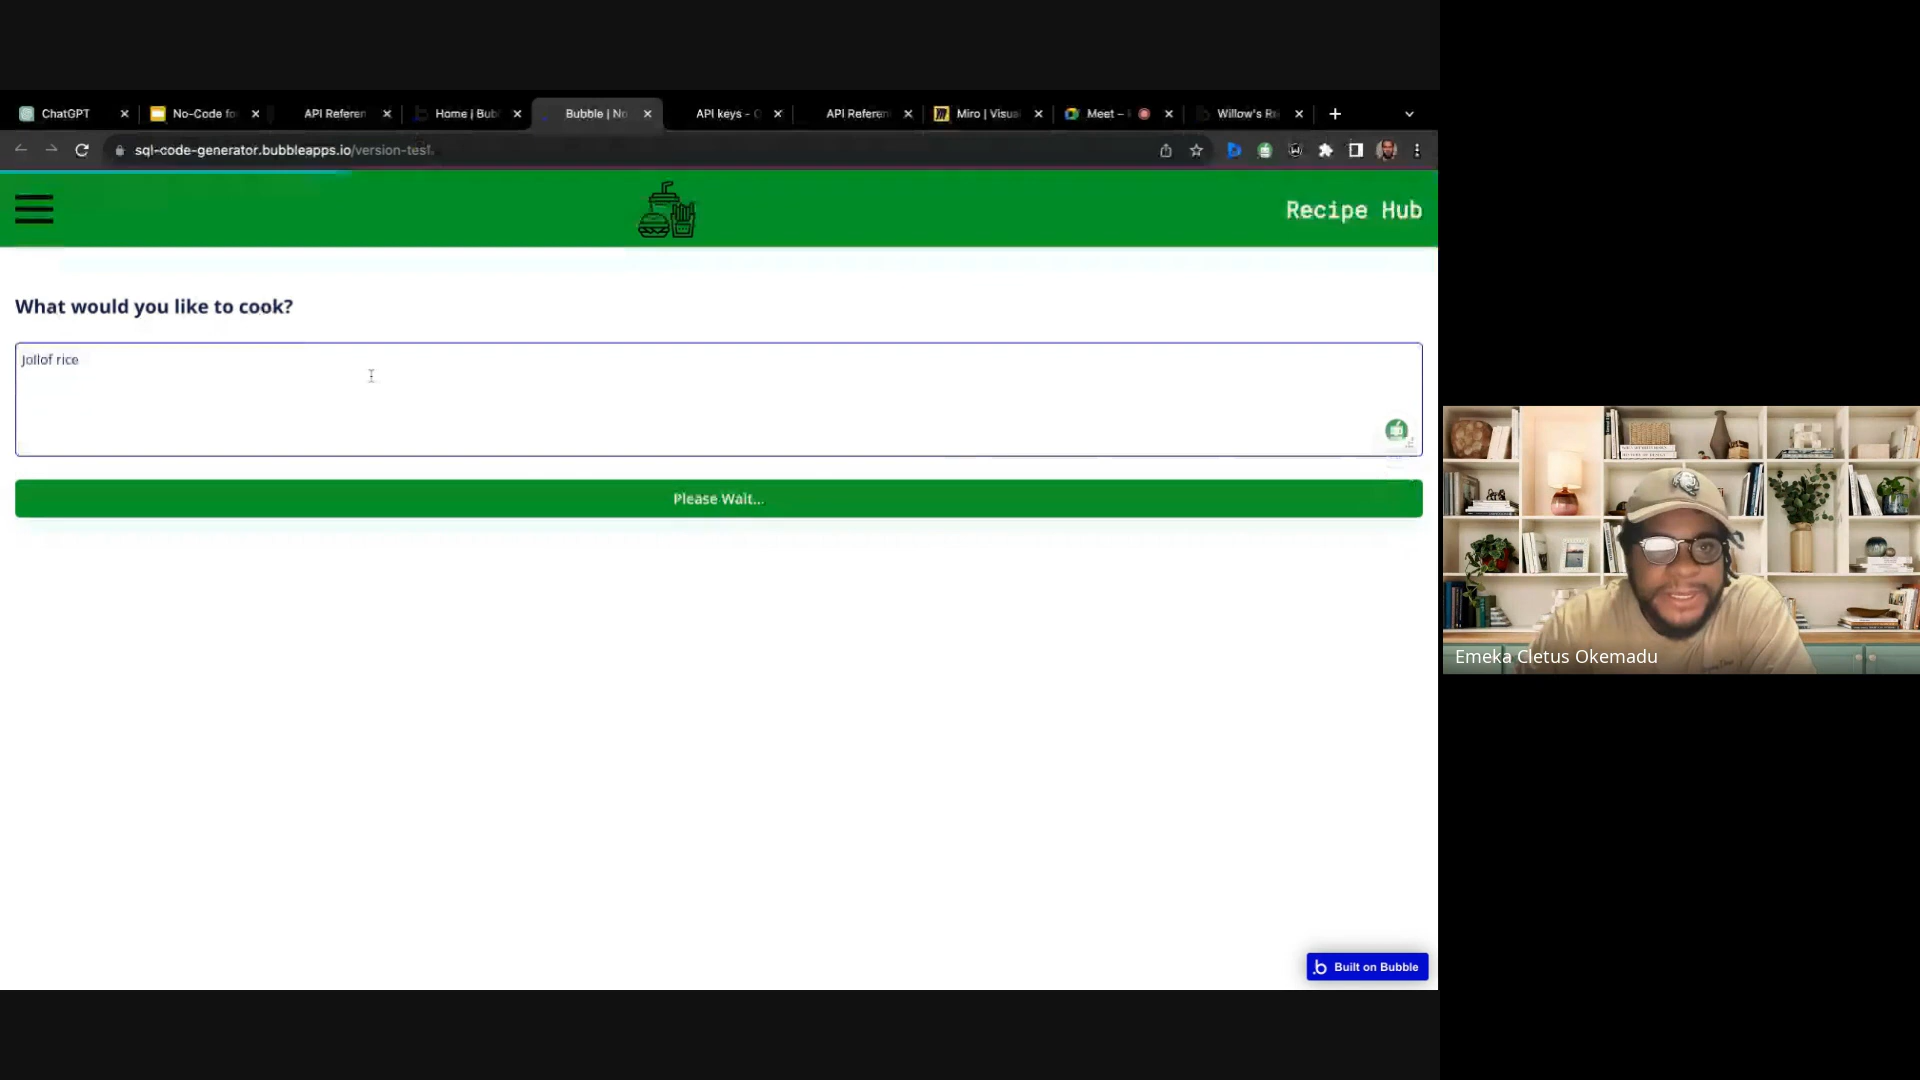 ChatGPT
No-Code fo
API Referen
Home | Bub
Bubble | No
API keys - O
API Referen
Miro | Visua
Meet –
Willow's R
sql-code-generator.bubbleapps.io/version-test
Recipe Hub
What would you like to cook?
Jollof rice
Please Wait...
Built on Bubble
Emeka Cletus Okemadu